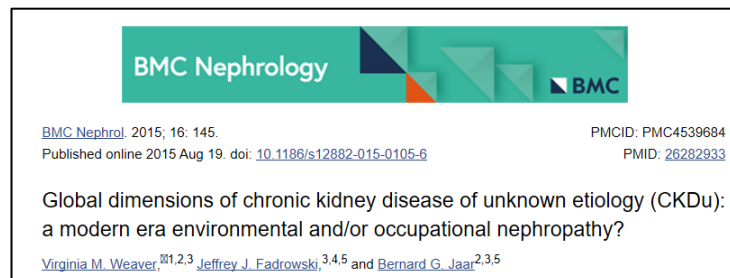 BMC Nephrology
BMC
BMC Nephrol. 2015; 16: 145.
PMCID: PMC4539684
Published online 2015 Aug 19. doi: 10.1186/s12882-015-0105-6
PMID: 26282933
Global dimensions of chronic kidney disease of unknown etiology (CKDu):
a modern era environmental and/or occupational nephropathy?
Virginia M. Weaver,✉1,2,3 Jeffrey J. Fadrowski,3,4,5 and Bernard G. Jaar2,3,5